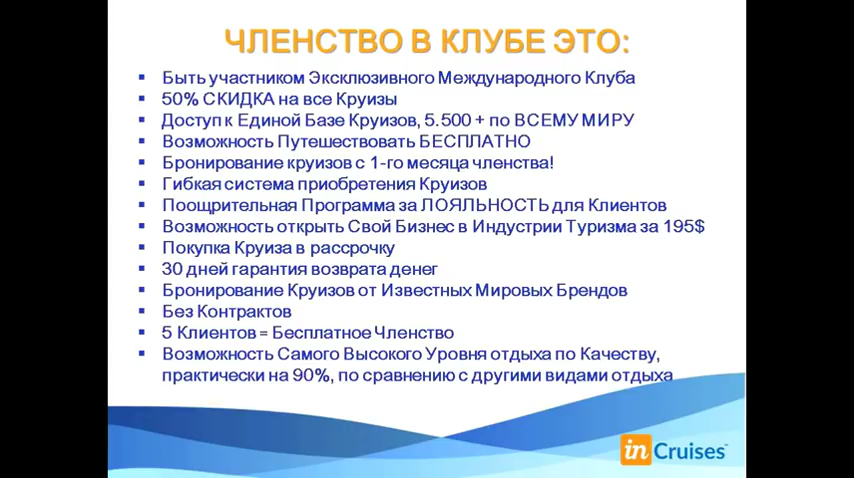 ЧЛЕНСТВО В КЛУБЕ ЭТО:
▪ Быть участником Эксклюзивного Международного Клуба
▪ 50% СКИДКА на все Круизы
▪ Доступ к Единой Базе Круизов, 5.500 + по ВСЕМУ МИРУ
▪ Возможность Путешествовать БЕСПЛАТНО
▪ Бронирование круизов с 1-го месяца членства!
▪ Гибкая система приобретения Круизов
▪ Поощрительная Программа за ЛОЯЛЬНОСТЬ для Клиентов
▪ Возможность открыть Свой Бизнес в Индустрии Туризма за 195$
▪ Покупка Круиза в рассрочку
▪ 30 дней гарантия возврата денег
▪ Бронирование Круизов от Известных Мировых Брендов
▪ Без Контрактов
▪ 5 Клиентов = Бесплатное Членство
▪ Возможность Самого Высокого Уровня отдыха по Качеству,
практически на 90%, по сравнению с другими видами отдыха
in Cruises™